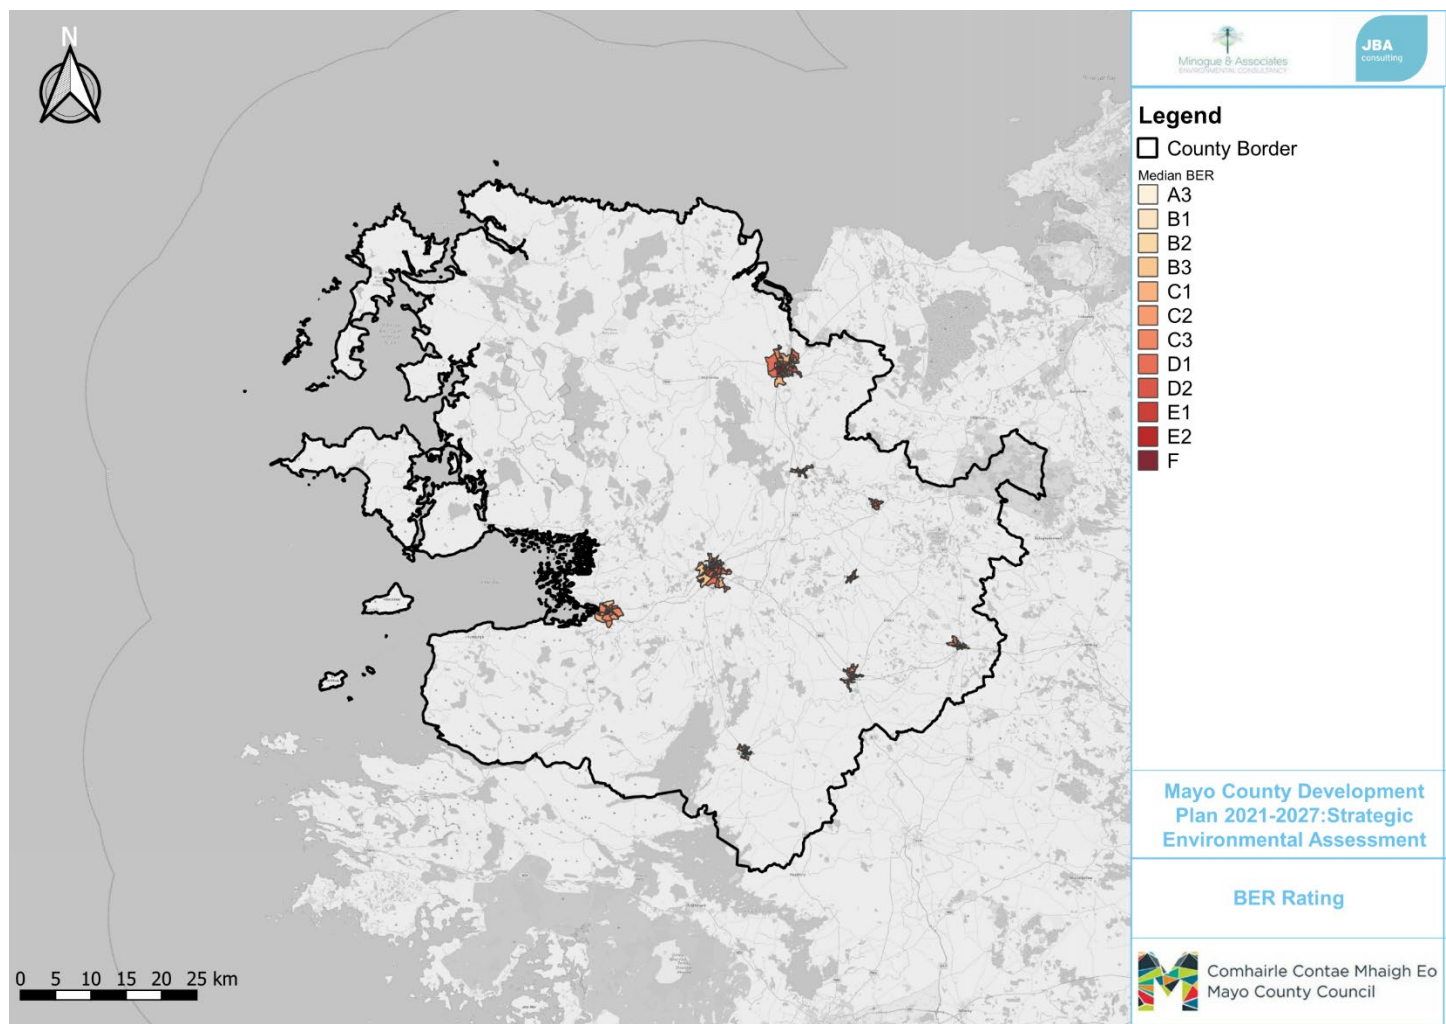 N
Minogue & Associates
ENVIRONMENTAL CONSULTANCY
JBA
consulting
Legend
County Border
Median BER
A3
B1
B2
B3
C1
C2
C3
D1
D2
E1
E2
F
Mayo County Development
Plan 2021-2027:Strategic
Environmental Assessment
BER Rating
Comhairle Contae Mhaigh Eo
Mayo County Council
0 5 10 15 20 25 km